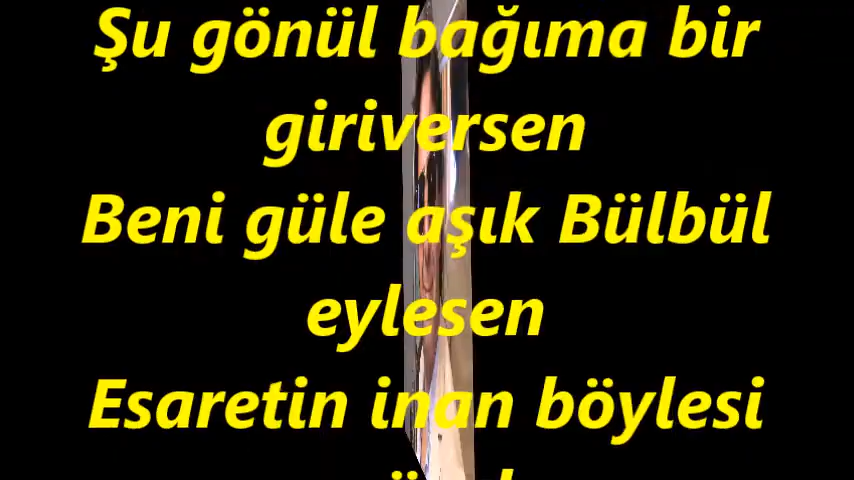 Şu gönül bağıma bir
giriversen
Beni güle aşık Bülbül
eylesen
Esaretin inan böylesi